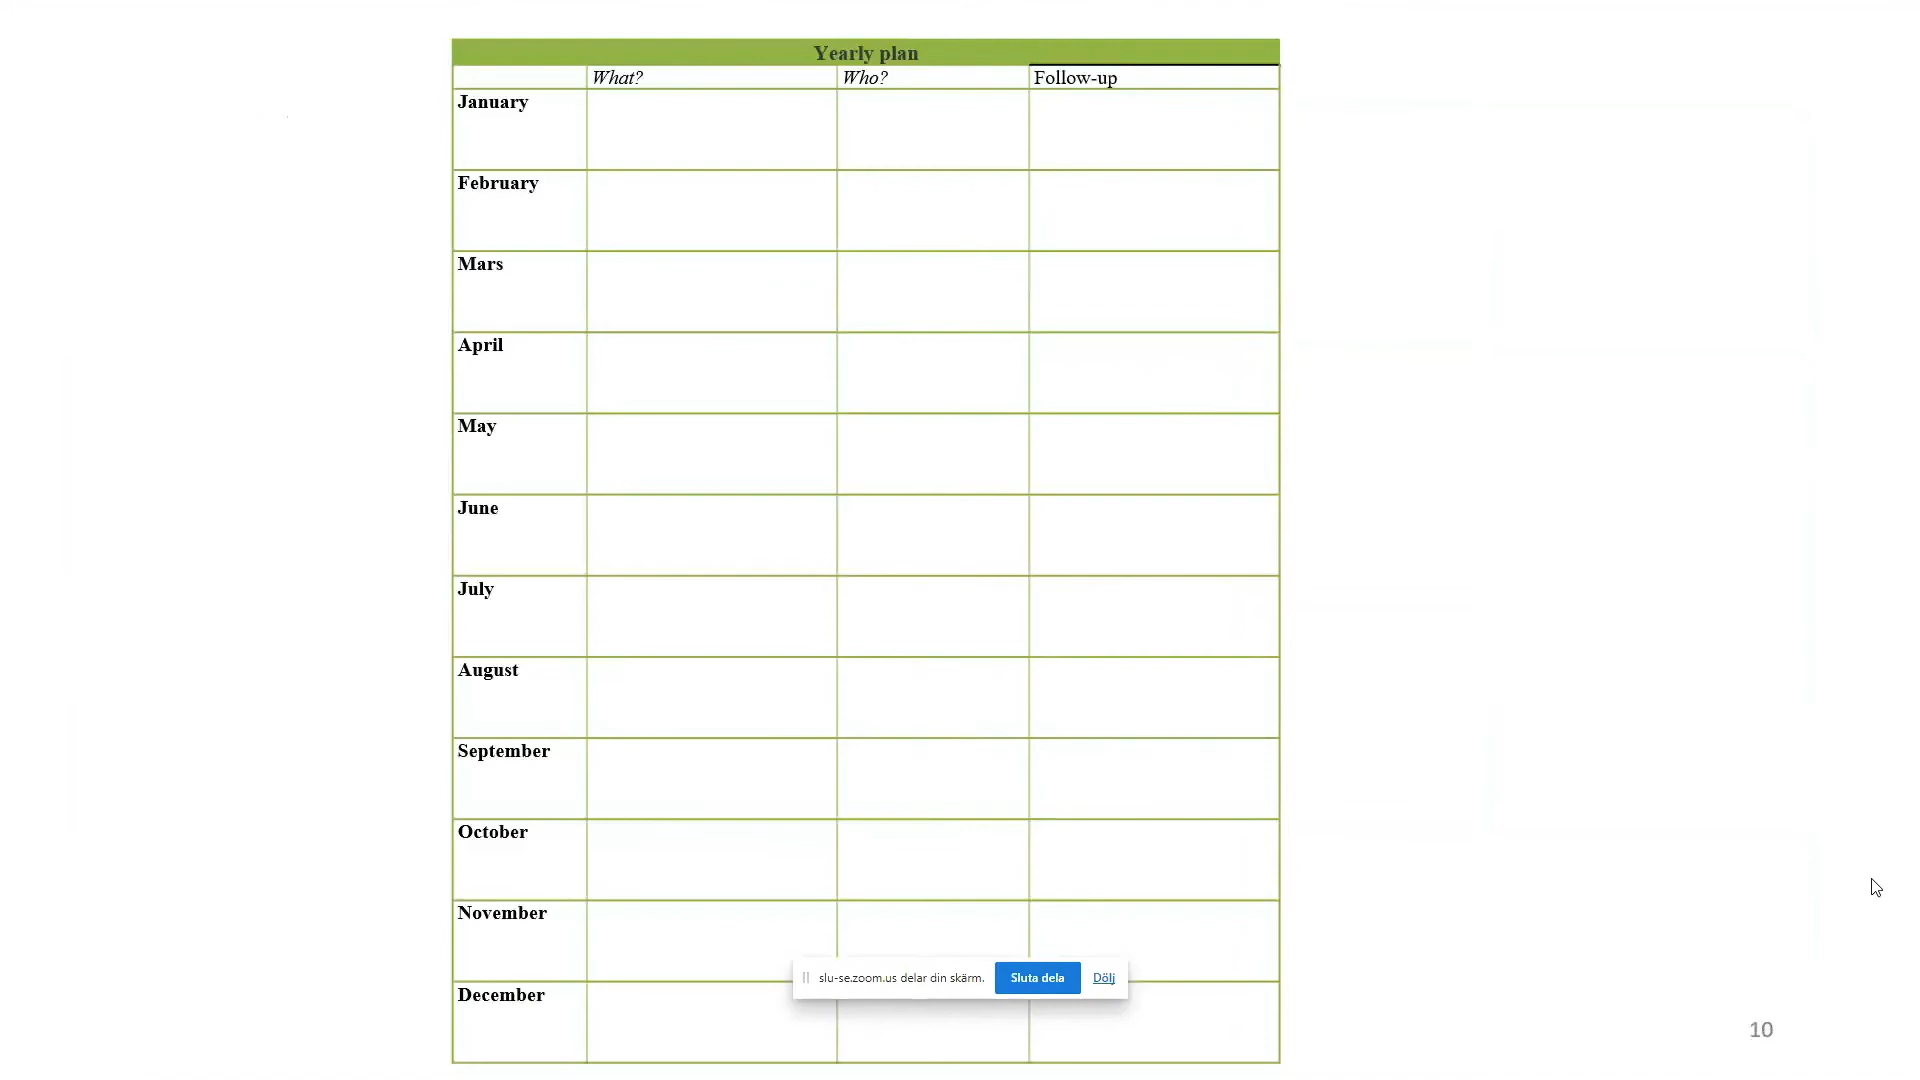 Yearly plan
What? Who? Follow-up
January
February
Mars
April
May
June
July
August
September
October
November
slu-se.zoom.us delar din skärm. Sluta dela Dölj
December
10